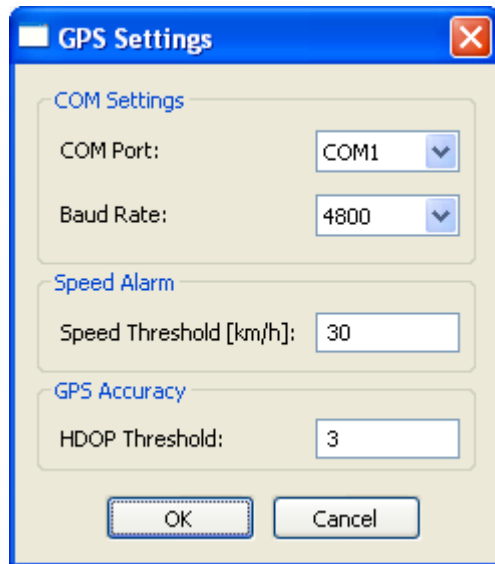 GPS Settings
COM Settings
COM Port: COM1
Baud Rate: 4800
Speed Alarm
Speed Threshold [km/h]: 30
GPS Accuracy
HDOP Threshold: 3
OK Cancel